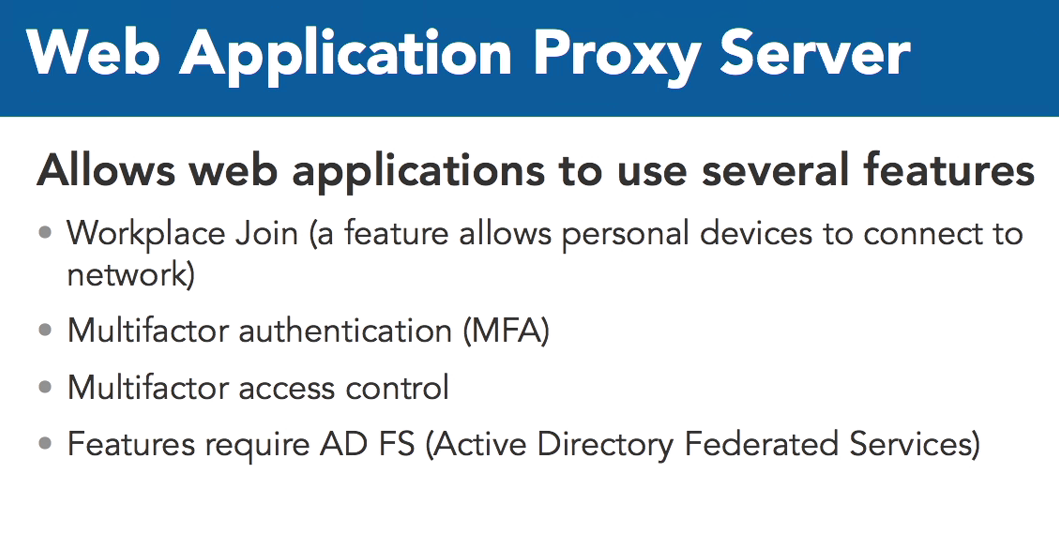 Web Application Proxy Server
Allows web applications to use several features
• Workplace Join (a feature allows personal devices to connect to
network)
• Multifactor authentication (MFA)
• Multifactor access control
• Features require AD FS (Active Directory Federated Services)